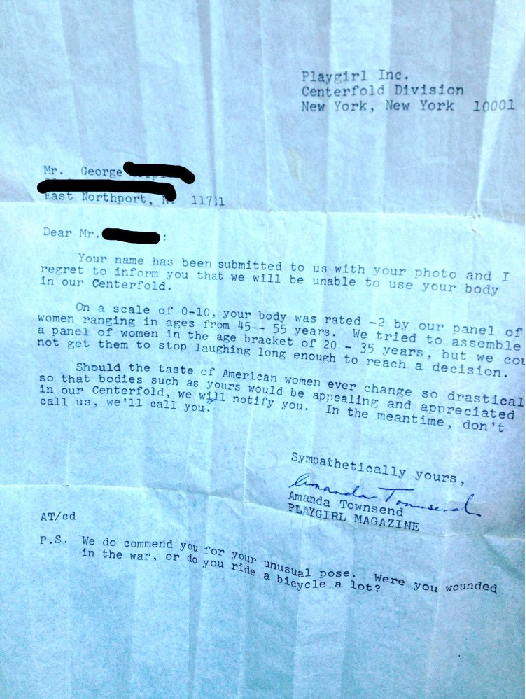 Playgirl Inc.
Centerfold Division
New York, New York 10001
Mr. George
East Northport, 11731
Dear Mr. :
Your name has been submitted to us with your photo and I
regret to inform you that we will be unable to use your body
in our Centerfold.
On a scale of 0-10, your body was rated -2 by our panel of
women ranging in ages from 45 - 55 years. We tried to assemble
a panel of women in the age bracket of 20 - 35 years, but we cou
not get them to stop laughing long enough to reach a decision.
Should the taste of American women ever change so drastical
so that bodies such as yours would be appealing and appreciated
in our Centerfold, we will notify you. In the meantime, don't
call us, we'll call you.
Sympathetically yours,
Amanda Townsend
Amanda Townsend
PLAYGIRL MAGAZINE
AT/cd
P.S. We do commend you for your unusual pose. Were you wounded
in the war, or do you ride a bicycle a lot?